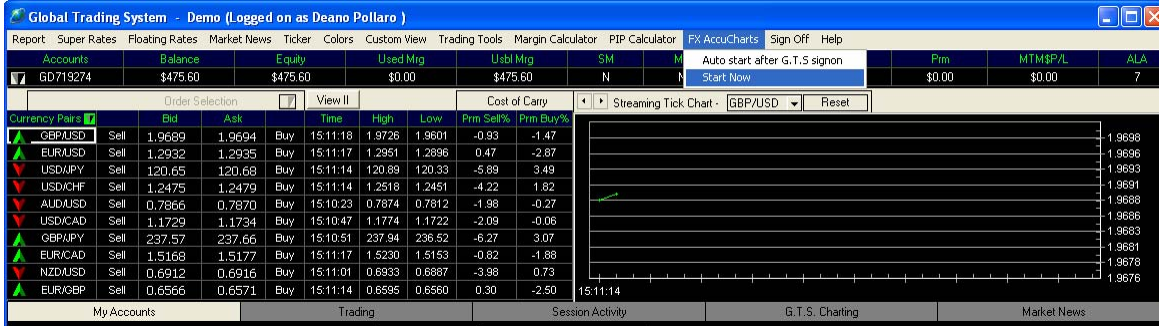 Global Trading System - Demo (Logged on as Deano Pollaro )
Report Super Rates Floating Rates Market News Ticker Colors Custom View Trading Tools Margin Calculator PIP Calculator FX AccuCharts Sign Off Help
Auto start after G.T.S signon
Start Now
Accounts Balance Equity Used Mrg Usbl Mrg SM M Prm MTM$P/L ALA
GD719274 $475.60 $475.60 $0.00 $475.60 N N $0.00 $0.00 7
Order Selection View II Cost of Carry Streaming Tick Chart - GBP/USD Reset
Currency Pairs Bid Ask Time High Low Prm Sell% Prm Buy%
GBP/USD Sell 1.9689 1.9694 Buy 15:11:18 1.9726 1.9601 -0.93 -1.47
EUR/USD Sell 1.2932 1.2935 Buy 15:11:17 1.2951 1.2896 0.47 -2.87
USD/JPY Sell 120.65 120.68 Buy 15:11:14 120.89 120.33 -5.89 3.49
USD/CHF Sell 1.2475 1.2479 Buy 15:11:14 1.2518 1.2451 -4.22 1.82
AUD/USD Sell 0.7866 0.7870 Buy 15:10:23 0.7874 0.7812 -1.98 -0.27
USD/CAD Sell 1.1729 1.1734 Buy 15:10:47 1.1774 1.1722 -2.09 -0.06
GBP/JPY Sell 237.57 237.66 Buy 15:10:51 237.94 236.52 -6.27 3.07
EUR/CAD Sell 1.5168 1.5177 Buy 15:11:17 1.5230 1.5153 -0.82 -1.88
NZD/USD Sell 0.6912 0.6916 Buy 15:11:01 0.6933 0.6887 -3.98 0.73
EUR/GBP Sell 0.6566 0.6571 Buy 15:11:14 0.6595 0.6560 0.30 -2.50
1.9698
1.9696
1.9693
1.9691
1.9688
1.9686
1.9683
1.9681
1.9678
1.9676
15:11:14
My Accounts Trading Session Activity G.T.S. Charting Market News